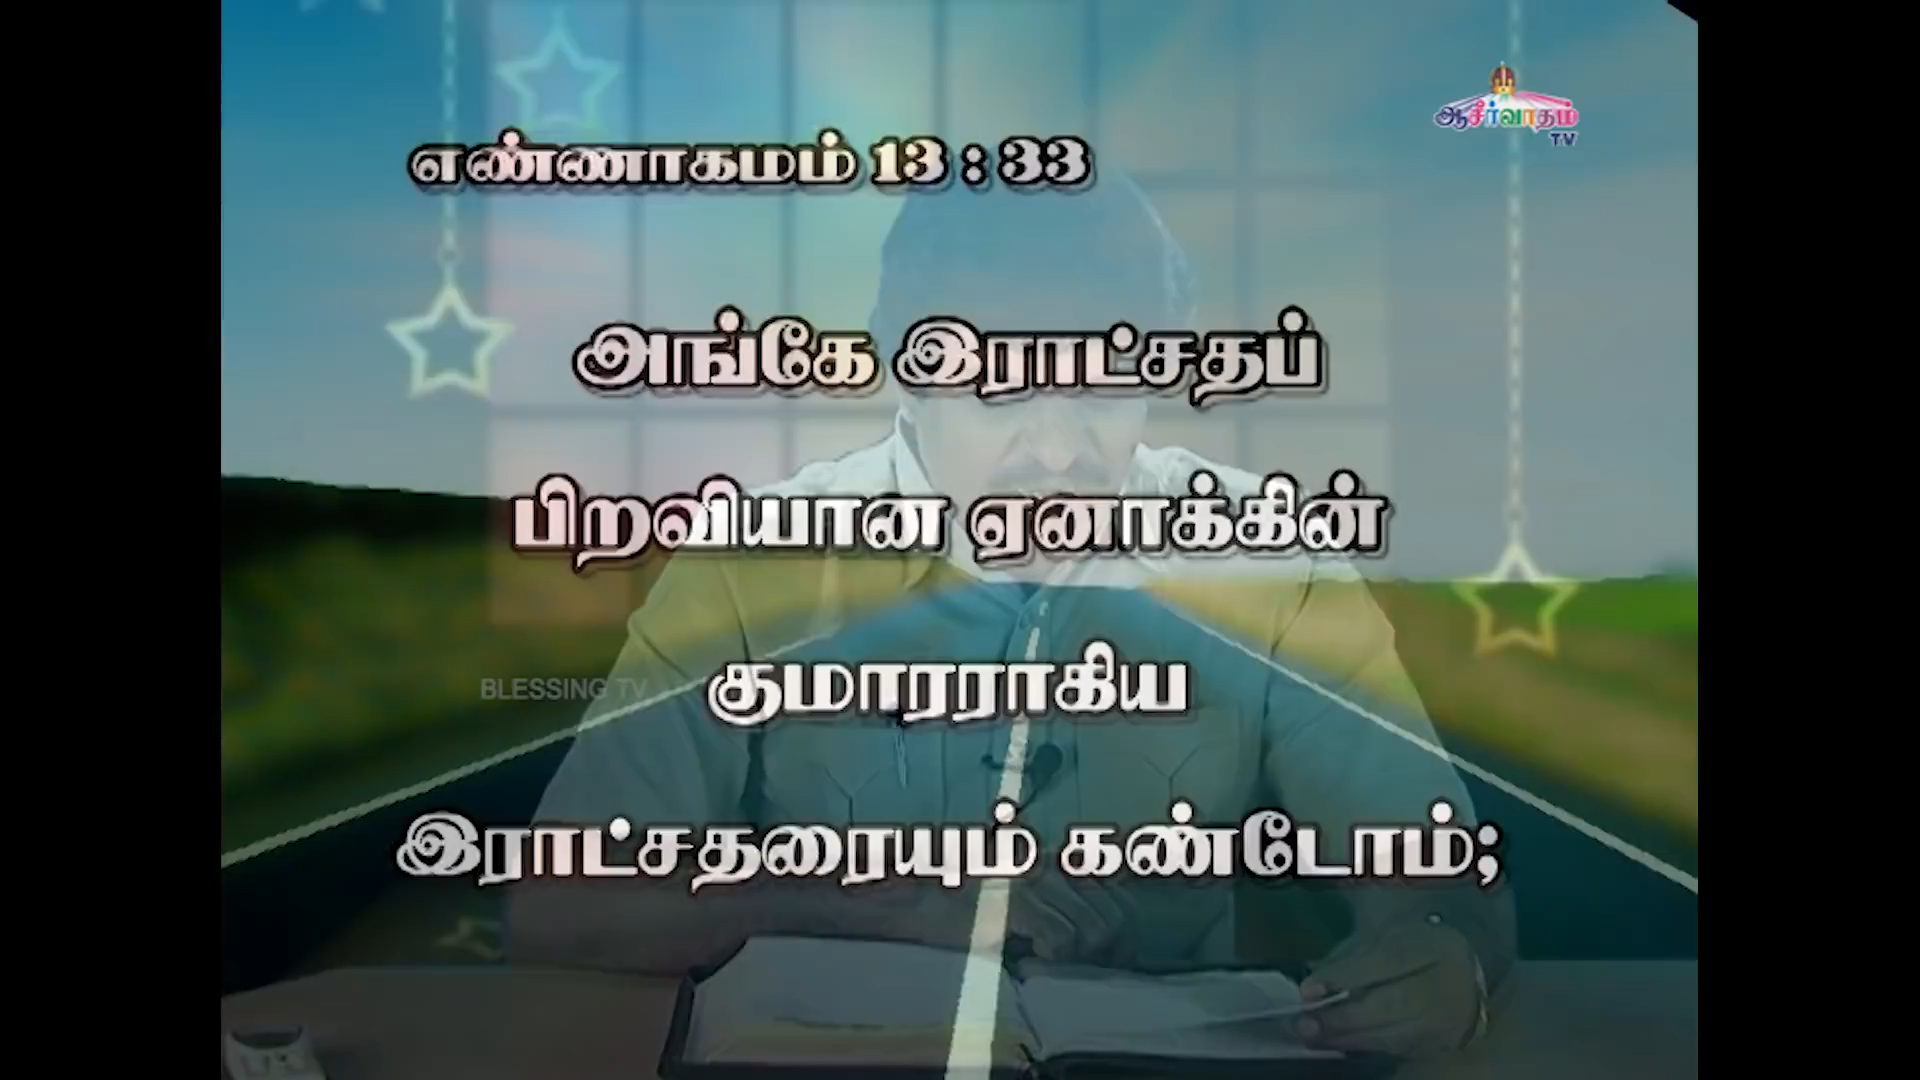 ஆசீர்வாதம்
TV
எண்ணாகமம் 13 : 33
அங்கே இராட்சதப்
பிறவியான ஏனாக்கின்
குமாரராகிய
BLESSING TV
இராட்சதரையும் கண்டோம்;